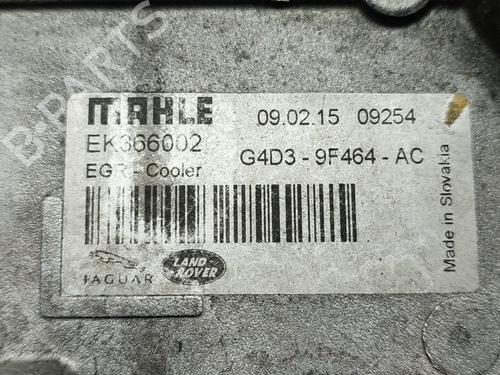 MAHLE
09.02.15 09254
EK366002
G4D3 - 9F464 - AC
EGR - Cooler
Made in Slovakia
JAGUAR
LAND ROVER
B-PARTS